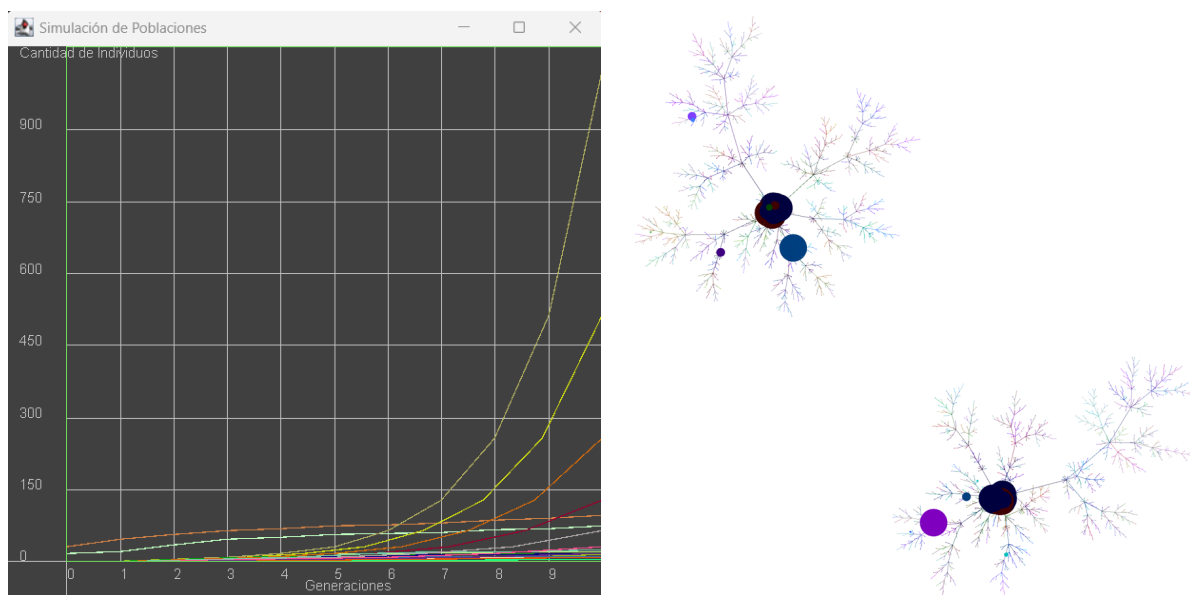 Simulación de Poblaciones
Cantidad de Individuos
900
750
600
450
300
150
0
0 1 2 3 4 5 6 7 8 9
Generaciones